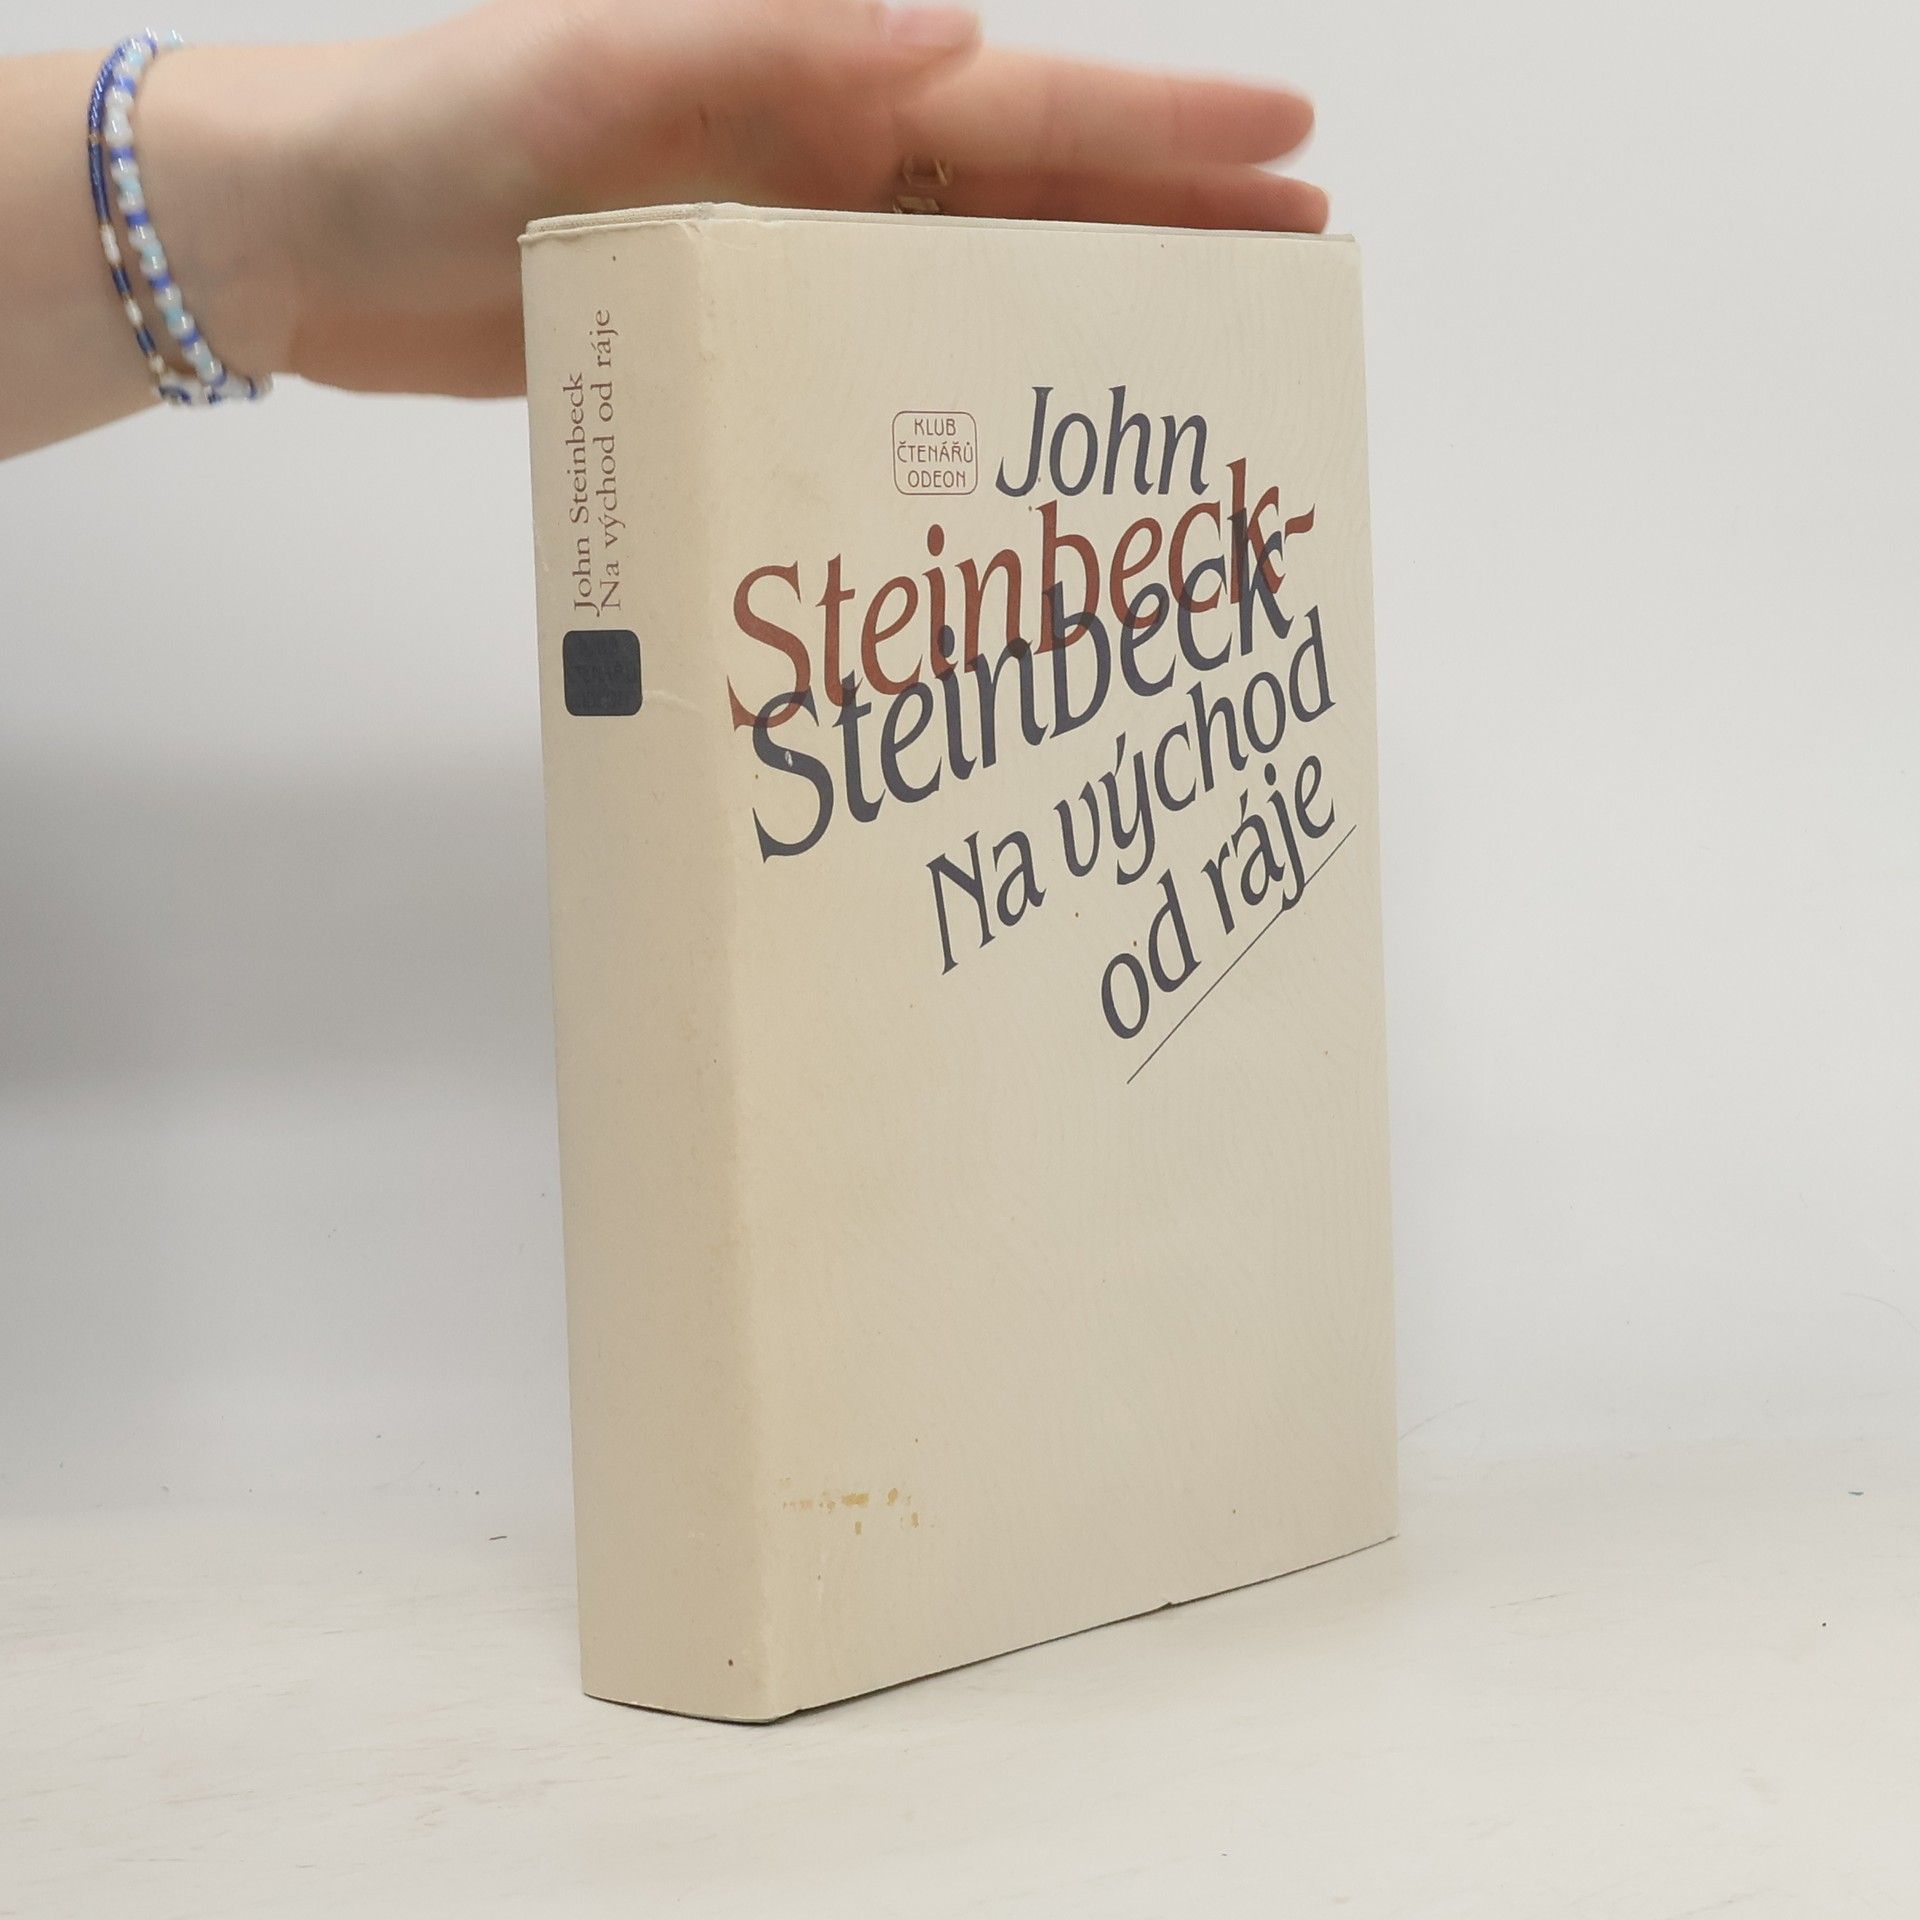 John Steinbeck
Na východ od ráje
KLUB
ČTENÁŘŮ
ODEON
John
Steinbeck-
Steinbeck
Na východ
od ráje